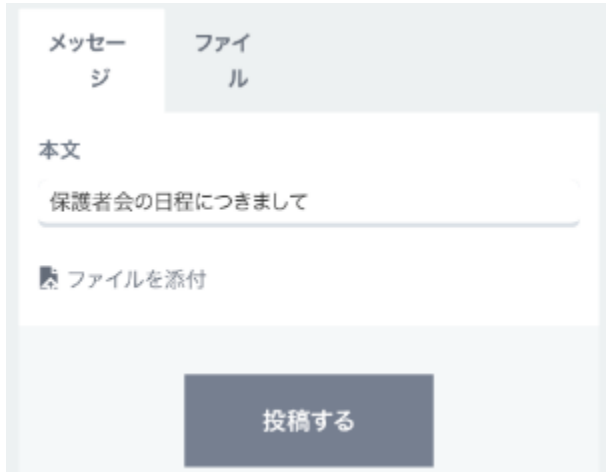 メッセー
ジ
ファイ
ル
本文
保護者会の日程につきまして
ファイルを添付
投稿する